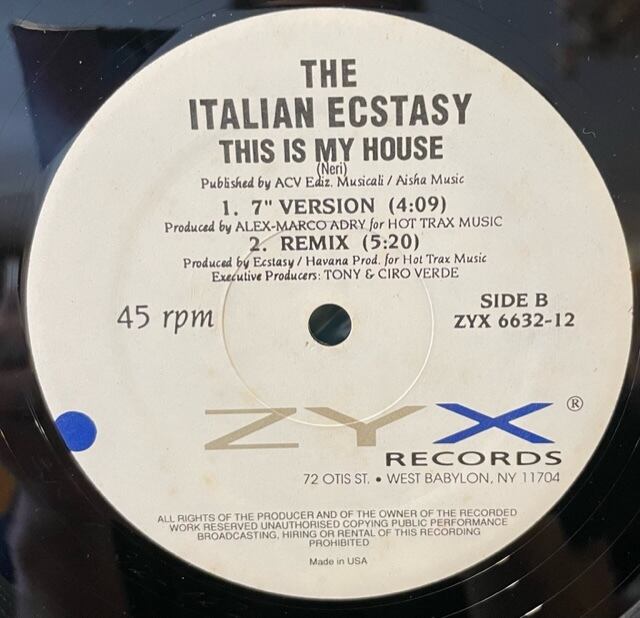 THE
ITALIAN ECSTASY
THIS IS MY HOUSE
(Neri)
Published by ACV Ediz. Musicali / Aisha Music
1. 7" VERSION (4:09)
Produced by ALEX-MARCO ADRY for HOT TRAX MUSIC
2. REMIX (5:20)
Produced by Ecstasy / Havana Prod. for Hot Trax Music
Executive Producers: TONY & CIRO VERDE
45 rpm
SIDE B
ZYX 6632-12
ZYX ®
RECORDS
72 OTIS ST. • WEST BABYLON, NY 11704
ALL RIGHTS OF THE PRODUCER AND OF THE OWNER OF THE RECORDED
WORK RESERVED UNAUTHORISED COPYING PUBLIC PERFORMANCE
BROADCASTING, HIRING OR RENTAL OF THIS RECORDING
PROHIBITED
Made in USA